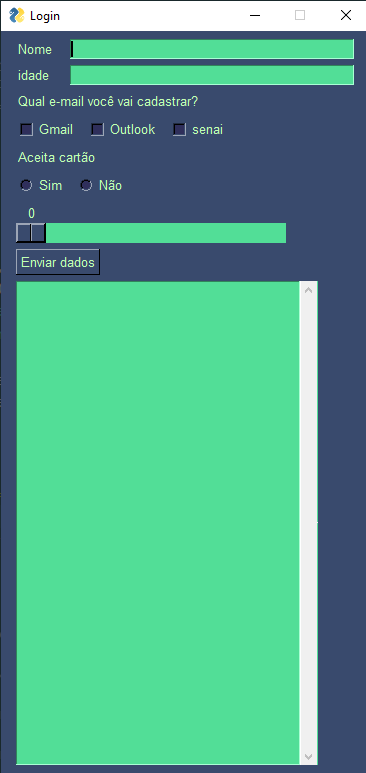 Login
Nome
idade
Qual e-mail você vai cadastrar?
Gmail Outlook senai
Aceita cartão
Sim Não
0
Enviar dados